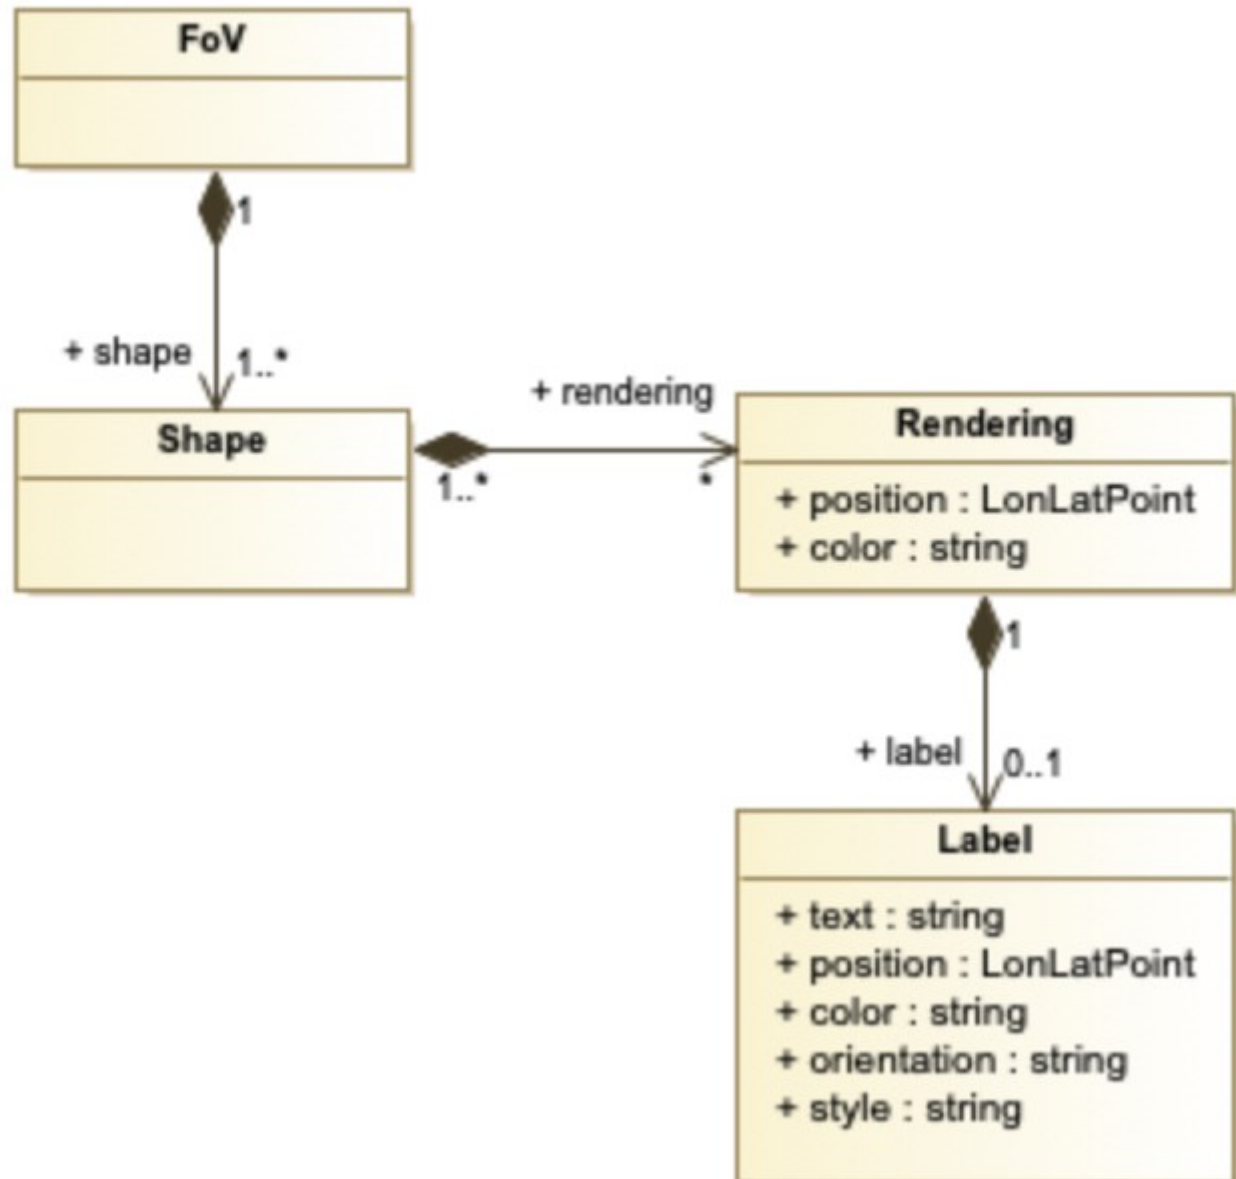 FoV
1
+ shape
1..*
Shape
+ rendering
1..*
*
Rendering
+ position : LonLatPoint
+ color : string
1
+ label
0..1
Label
+ text : string
+ position : LonLatPoint
+ color : string
+ orientation : string
+ style : string